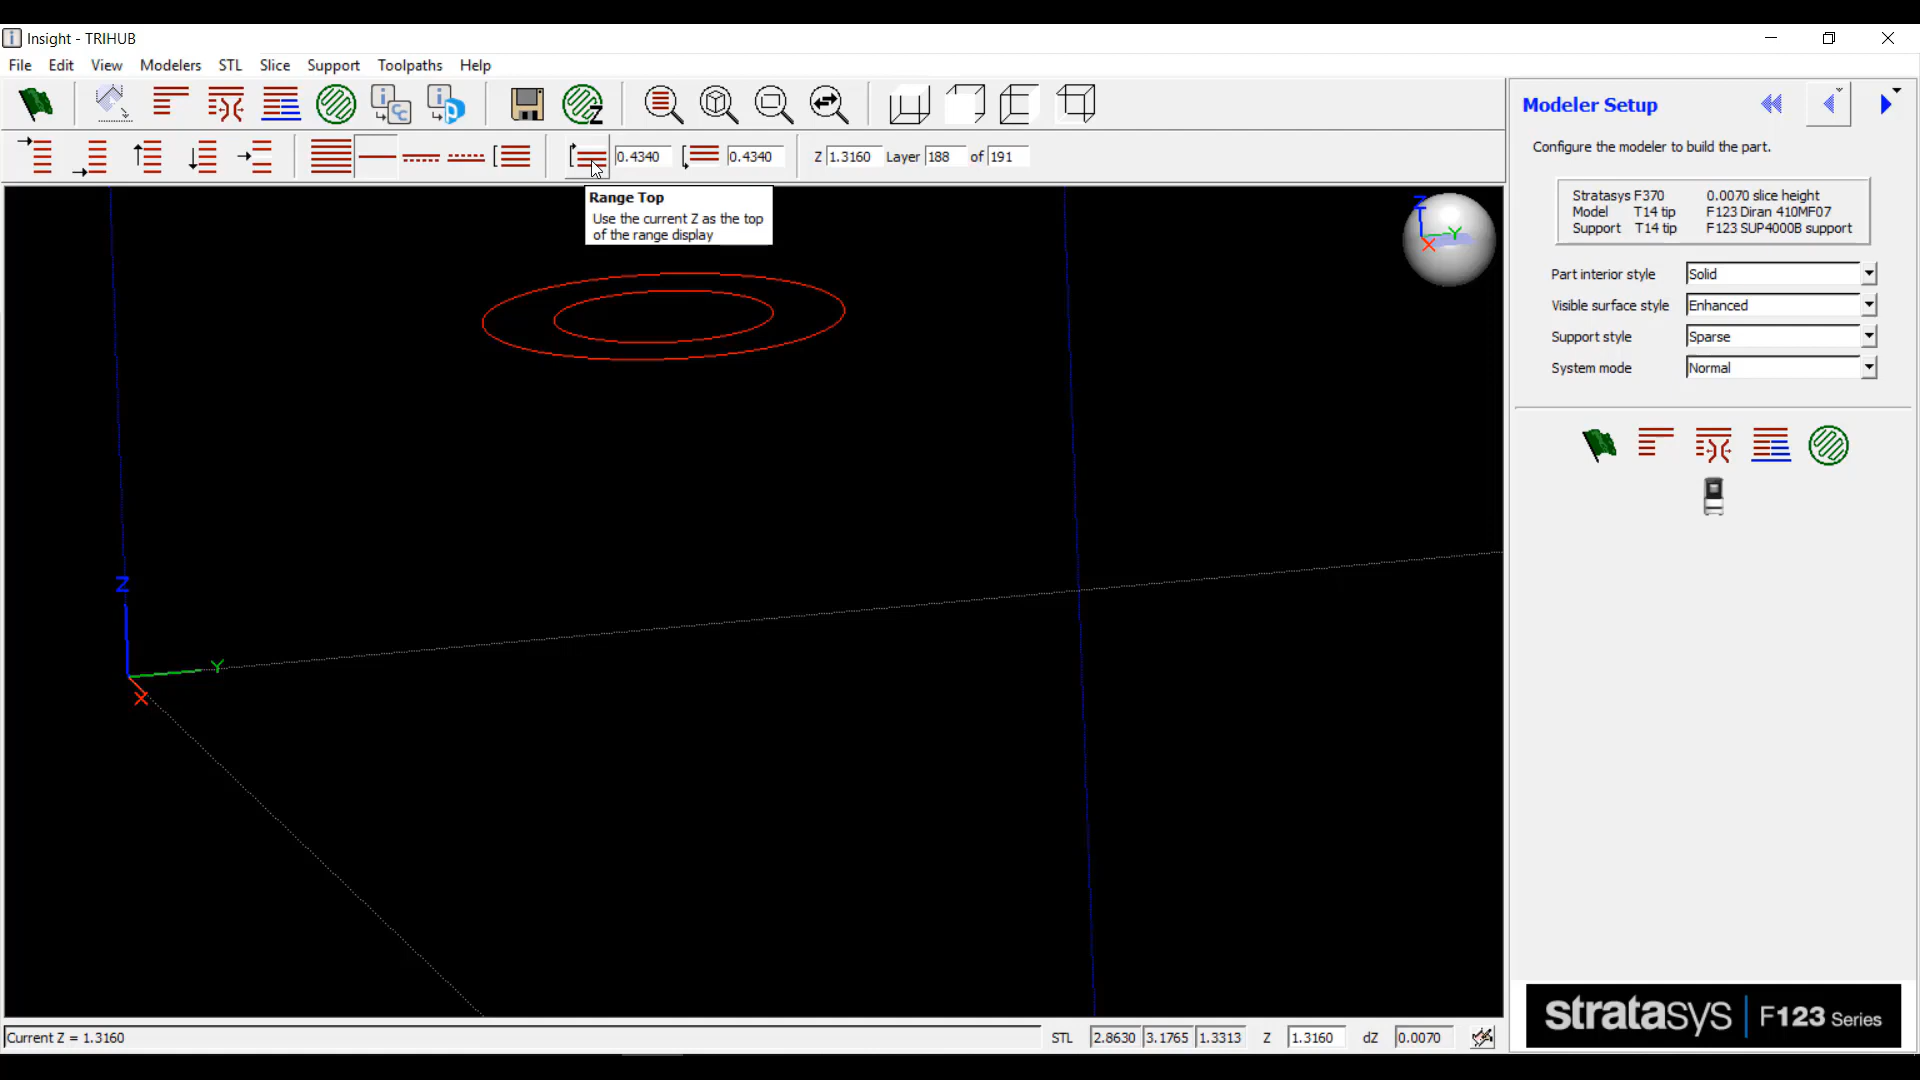 Insight - TRIHUB
File Edit View Modelers STL Slice Support Toolpaths Help
0.4340 0.4340 Z 1.3160 Layer 188 of 191
Range Top
Use the current Z as the top
of the range display
Z
Y
X
Z
Y
X
Modeler Setup
Configure the modeler to build the part.
Stratasys F370 0.0070 slice height
Model T14 tip F123 Diran 410MF07
Support T14 tip F123 SUP4000B support
Part interior style Solid
Visible surface style Enhanced
Support style Sparse
System mode Normal
stratasys F123 Series
Current Z = 1.3160
STL 2.8630 3.1765 1.3313 Z 1.3160 dZ 0.0070